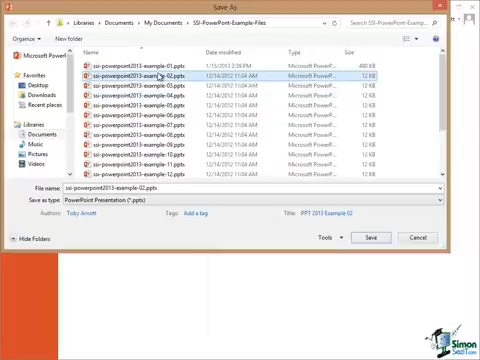 Save As
Libraries ▸ Documents ▸ My Documents ▸ SSI-PowerPont-Example-Files
Search SSI-PowerPont-Example...
Organize
New folder
Name Date modified Type Size
Microsoft PowerP
Favorites
Desktop
Downloads
Recent places
Libraries
Documents
Music
Pictures
Videos
ssi-powerpoint2013-example-01.pptx 1/15/2013 2:39 PM Microsoft PowerP... 490 KB
ssi-powerpoint2013-example-02.pptx 12/14/2012 11:04 AM Microsoft PowerP... 12 KB
ssi-powerpoint2013-example-03.pptx 12/14/2012 11:04 AM Microsoft PowerP... 12 KB
ssi-powerpoint2013-example-04.pptx 12/14/2012 11:04 AM Microsoft PowerP... 12 KB
ssi-powerpoint2013-example-05.pptx 12/14/2012 11:04 AM Microsoft PowerP... 12 KB
ssi-powerpoint2013-example-06.pptx 12/14/2012 11:04 AM Microsoft PowerP... 12 KB
ssi-powerpoint2013-example-07.pptx 12/14/2012 11:04 AM Microsoft PowerP... 12 KB
ssi-powerpoint2013-example-08.pptx 12/14/2012 11:04 AM Microsoft PowerP... 12 KB
ssi-powerpoint2013-example-09.pptx 12/14/2012 11:04 AM Microsoft PowerP... 12 KB
ssi-powerpoint2013-example-10.pptx 12/14/2012 11:04 AM Microsoft PowerP... 12 KB
ssi-powerpoint2013-example-11.pptx 12/14/2012 11:04 AM Microsoft PowerP... 12 KB
ssi-powerpoint2013-example-12.pptx 12/14/2012 11:04 AM Microsoft PowerP... 12 KB
File name: ssi-powerpoint2013-example-02.pptx
Save as type: PowerPoint Presentation (*.pptx)
Authors: Toby Arnott Tags: Add a tag Title: PPT 2013 Example 02
Hide Folders Tools Save Cancel
Simon
SezIT.com